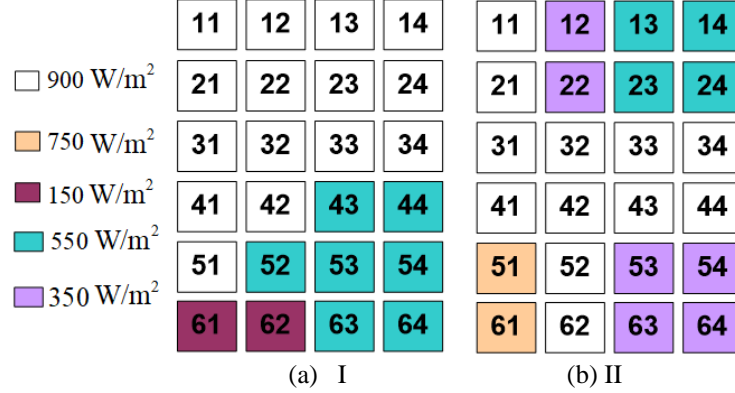 11 12 13 14
21 22 23 24
31 32 33 34
41 42 43 44
51 52 53 54
61 62 63 64
(a) I
900 W/m²
750 W/m²
150 W/m²
550 W/m²
350 W/m²
11 12 13 14
21 22 23 24
31 32 33 34
41 42 43 44
51 52 53 54
61 62 63 64
(b) II